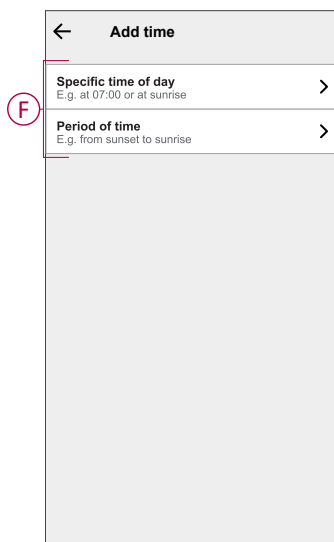 Add time
Specific time of day
E.g. at 07:00 or at sunrise
F
Period of time
E.g. from sunset to sunrise